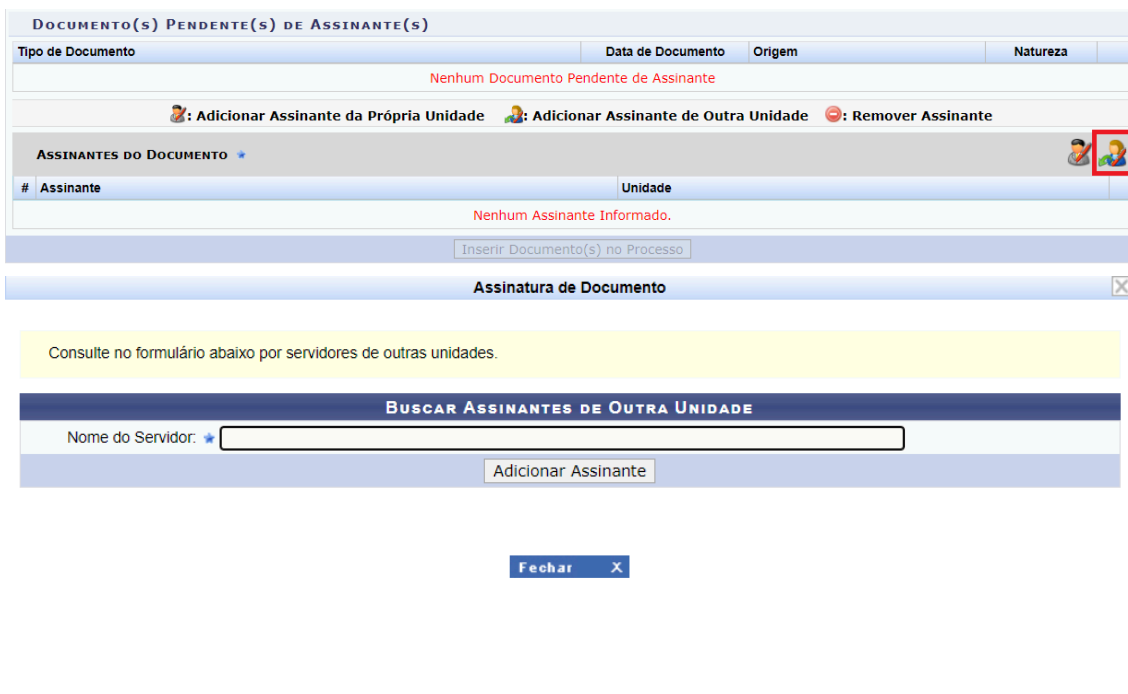 Documento(s) Pendente(s) de Assinante(s)
Tipo de Documento Data de Documento Origem Natureza
Nenhum Documento Pendente de Assinante
: Adicionar Assinante da Própria Unidade : Adicionar Assinante de Outra Unidade : Remover Assinante
Assinantes do Documento
# Assinante Unidade
Nenhum Assinante Informado.
Inserir Documento(s) no Processo
Assinatura de Documento
Consulte no formulário abaixo por servidores de outras unidades.
Buscar Assinantes de Outra Unidade
Nome do Servidor:
Adicionar Assinante
Fechar X